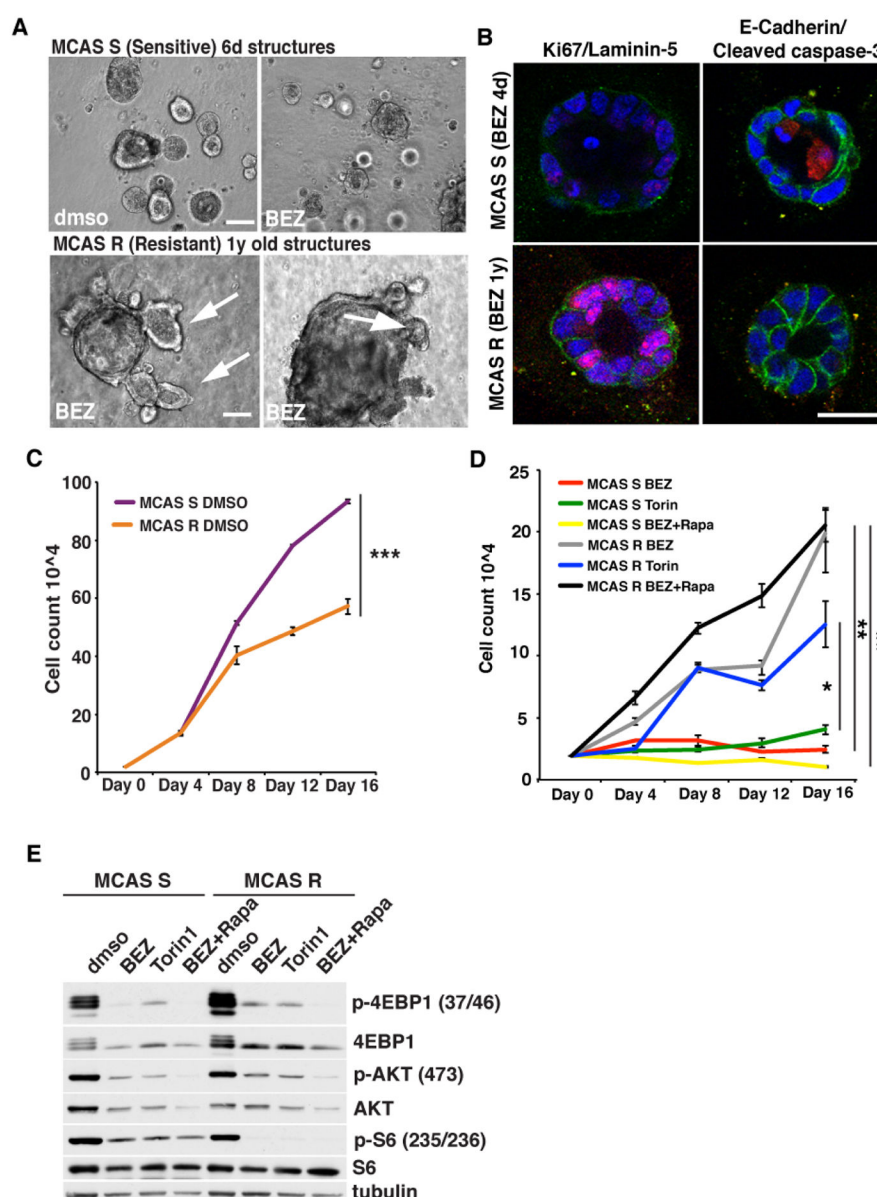 A
MCAS S (Sensitive) 6d structures
dmso
BEZ
MCAS R (Resistant) 1y old structures
BEZ
BEZ
B
Ki67/Laminin-5
E-Cadherin/
Cleaved caspase-3
MCAS S (BEZ 4d)
MCAS R (BEZ 1y)
C
100
80
60
40
20
0
Cell count 10^4
MCAS S DMSO
MCAS R DMSO
***
Day 0 Day 4 Day 8 Day 12 Day 16
D
25
20
15
10
5
0
Cell count 10^4
MCAS S BEZ
MCAS S Torin
MCAS S BEZ+Rapa
MCAS R BEZ
MCAS R Torin
MCAS R BEZ+Rapa
*
**
Day 0 Day 4 Day 8 Day 12 Day 16
E
MCAS S MCAS R
dmso BEZ Torin1 BEZ+Rapa dmso BEZ Torin1 BEZ+Rapa
p-4EBP1 (37/46)
4EBP1
p-AKT (473)
AKT
p-S6 (235/236)
S6
tubulin